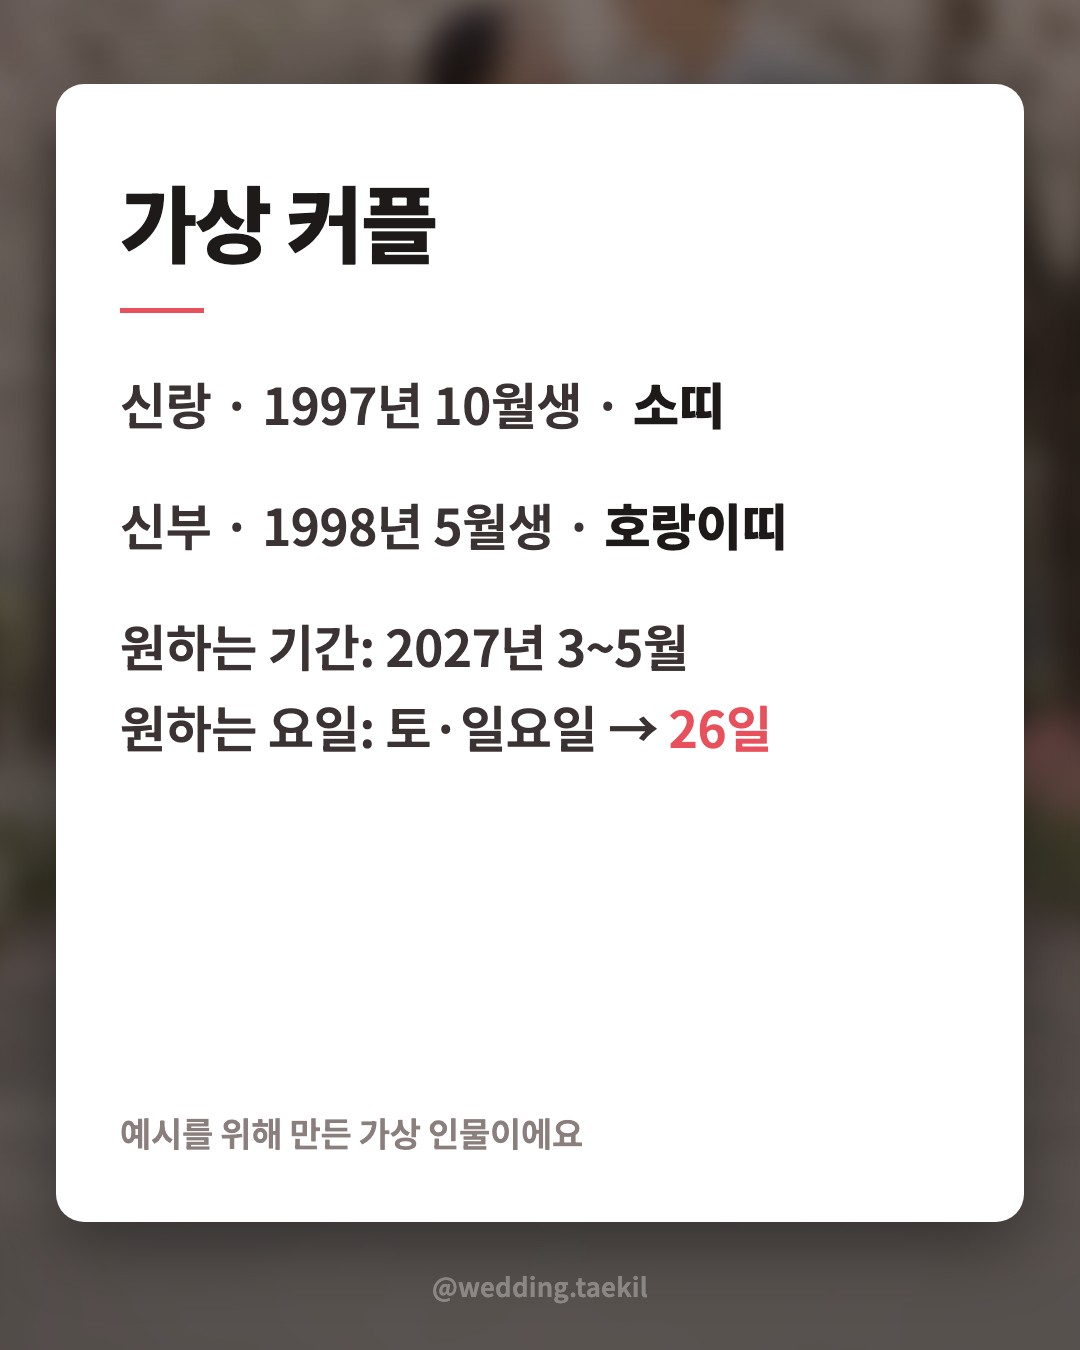 가상 커플
신랑 · 1997년 10월생 · 소띠
신부 · 1998년 5월생 · 호랑이띠
원하는 기간: 2027년 3~5월
원하는 요일: 토·일요일 → 26일
예시를 위해 만든 가상 인물이에요
@wedding.taekil